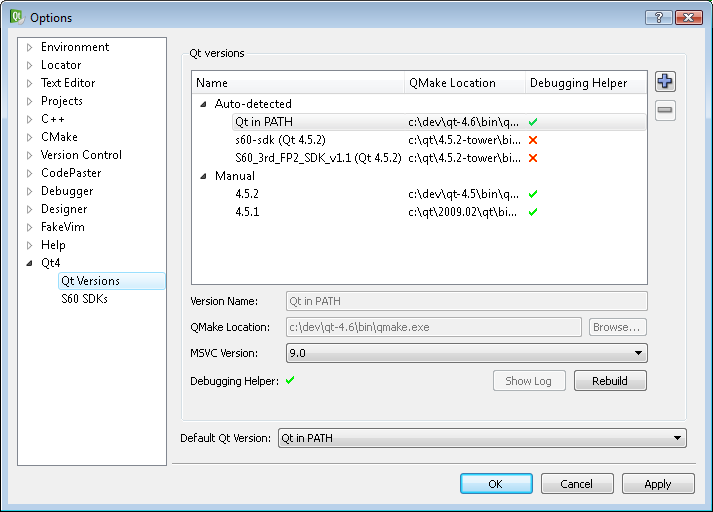 Options
Environment
Locator
Text Editor
Projects
C++
CMake
Version Control
CodePaster
Debugger
Designer
FakeVim
Help
Qt4
Qt Versions
S60 SDKs
Qt versions
Name QMake Location Debugging Helper
Auto-detected
Qt in PATH c:\dev\qt-4.6\bin\q...
s60-sdk (Qt 4.5.2) c:\qt\4.5.2-tower\bi...
S60_3rd_FP2_SDK_v1.1 (Qt 4.5.2) c:\qt\4.5.2-tower\bi...
Manual
4.5.2 c:\dev\qt-4.5\bin\q...
4.5.1 c:\qt\2009.02\qt\bi...
Version Name: Qt in PATH
QMake Location: c:\dev\qt-4.6\bin\qmake.exe Browse...
MSVC Version: 9.0
Debugging Helper: Show Log Rebuild
Default Qt Version: Qt in PATH
OK Cancel Apply